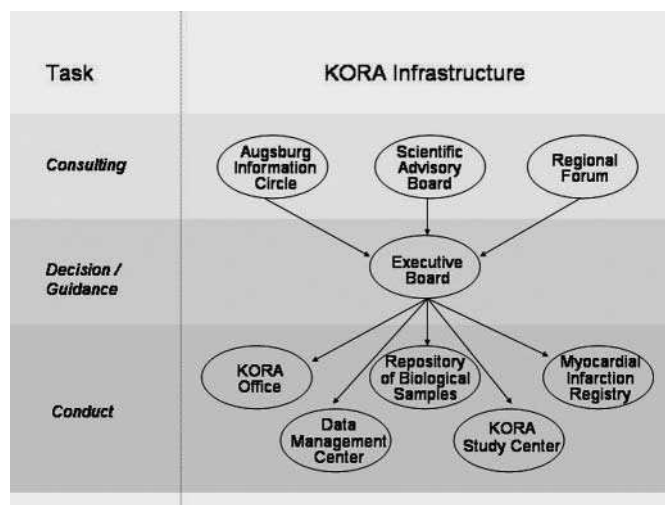 Task
KORA Infrastructure
Consulting
Augsburg
Information
Circle
Scientific
Advisory
Board
Regional
Forum
Decision /
Guidance
Executive
Board
Conduct
KORA
Office
Repository
of Biological
Samples
Myocardial
Infarction
Registry
Data
Management
Center
KORA
Study Center